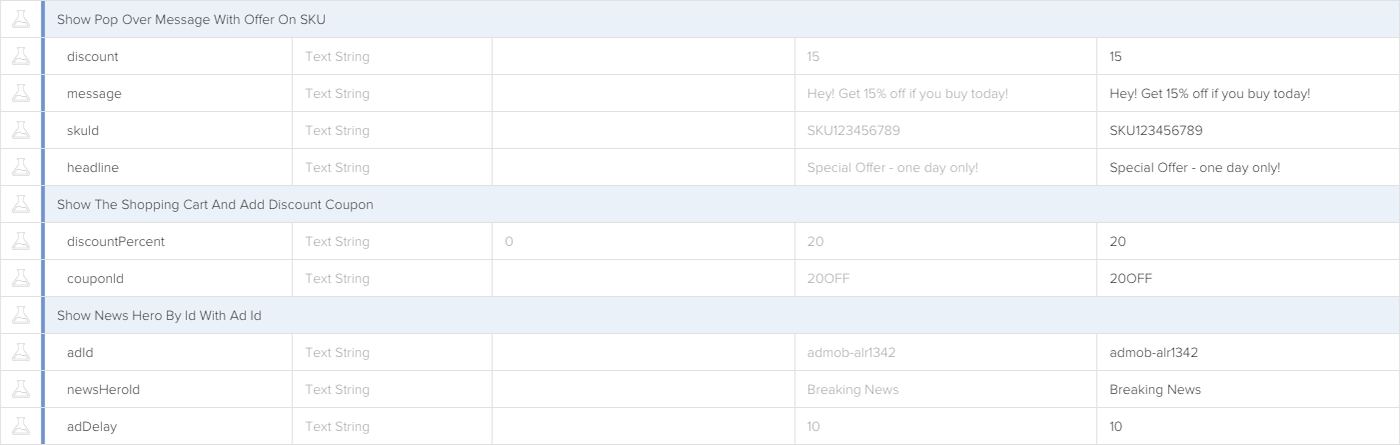 Show Pop Over Message With Offer On SKU
discount Text String 15 15
message Text String Hey! Get 15% off if you buy today! Hey! Get 15% off if you buy today!
skuId Text String SKU123456789 SKU123456789
headline Text String Special Offer - one day only! Special Offer - one day only!
Show The Shopping Cart And Add Discount Coupon
discountPercent Text String 0 20 20
couponId Text String 20OFF 20OFF
Show News Hero By Id With Ad Id
adId Text String admob-alr1342 admob-alr1342
newsHeroId Text String Breaking News Breaking News
adDelay Text String 10 10